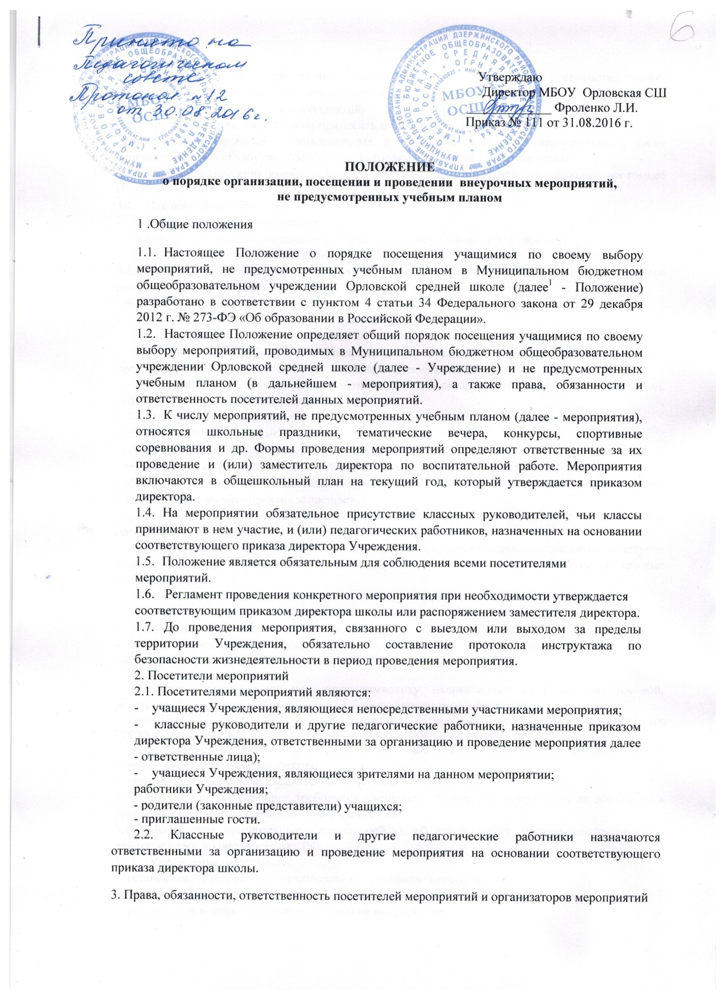 6
Принято на
Педагогическом
совете
Протокол №12
от 30.08.2016г.
МБОУ
ОСШ
МБОУ
ОСШ
Утверждаю
Директор МБОУ Орловская СШ
Фроленко Л.И.
Приказ № 111 от 31.08.2016 г.
ПОЛОЖЕНИЕ
о порядке организации, посещении и проведении внеурочных мероприятий,
не предусмотренных учебным планом
1 .Общие положения
1.1. Настоящее Положение о порядке посещения учащимися по своему выбору
мероприятий, не предусмотренных учебным планом в Муниципальном бюджетном
общеобразовательном учреждении Орловской средней школе (далее1 - Положение)
разработано в соответствии с пунктом 4 статьи 34 Федерального закона от 29 декабря
2012 г. № 273-ФЭ «Об образовании в Российской Федерации».
1.2. Настоящее Положение определяет общий порядок посещения учащимися по своему
выбору мероприятий, проводимых в Муниципальном бюджетном общеобразовательном
учреждении Орловской средней школе (далее - Учреждение) и не предусмотренных
учебным планом (в дальнейшем - мероприятия), а также права, обязанности и
ответственность посетителей данных мероприятий.
1.3. К числу мероприятий, не предусмотренных учебным планом (далее - мероприятия),
относятся школьные праздники, тематические вечера, конкурсы, спортивные
соревнования и др. Формы проведения мероприятий определяют ответственные за их
проведение и (или) заместитель директора по воспитательной работе. Мероприятия
включаются в общешкольный план на текущий год, который утверждается приказом
директора.
1.4. На мероприятии обязательное присутствие классных руководителей, чьи классы
принимают в нем участие, и (или) педагогических работников, назначенных на основании
соответствующего приказа директора Учреждения.
1.5. Положение является обязательным для соблюдения всеми посетителями
мероприятий.
1.6. Регламент проведения конкретного мероприятия при необходимости утверждается
соответствующим приказом директора школы или распоряжением заместителя директора.
1.7. До проведения мероприятия, связанного с выездом или выходом за пределы
территории Учреждения, обязательно составление протокола инструктажа по
безопасности жизнедеятельности в период проведения мероприятия.
2. Посетители мероприятий
2.1. Посетителями мероприятий являются:
- учащиеся Учреждения, являющиеся непосредственными участниками мероприятия;
- классные руководители и другие педагогические работники, назначенные приказом
директора Учреждения, ответственными за организацию и проведение мероприятия далее
- ответственные лица);
- учащиеся Учреждения, являющиеся зрителями на данном мероприятии;
работники Учреждения;
- родители (законные представители) учащихся;
- приглашенные гости.
2.2. Классные руководители и другие педагогические работники назначаются
ответственными за организацию и проведение мероприятия на основании соответствующего
приказа директора школы.
3. Права, обязанности, ответственность посетителей мероприятий и организаторов мероприятий